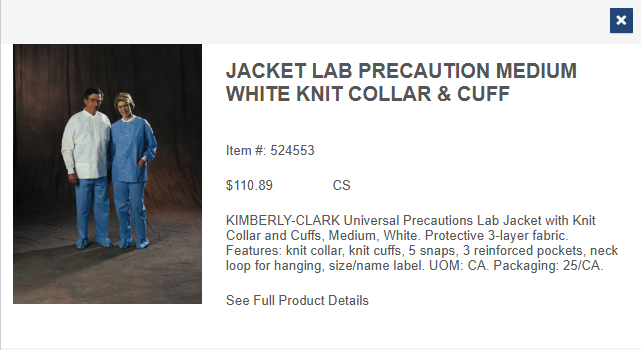 JACKET LAB PRECAUTION MEDIUM
WHITE KNIT COLLAR & CUFF
Item #: 524553
$110.89 CS
KIMBERLY-CLARK Universal Precautions Lab Jacket with Knit
Collar and Cuffs, Medium, White. Protective 3-layer fabric.
Features: knit collar, knit cuffs, 5 snaps, 3 reinforced pockets, neck
loop for hanging, size/name label. UOM: CA. Packaging: 25/CA.
See Full Product Details